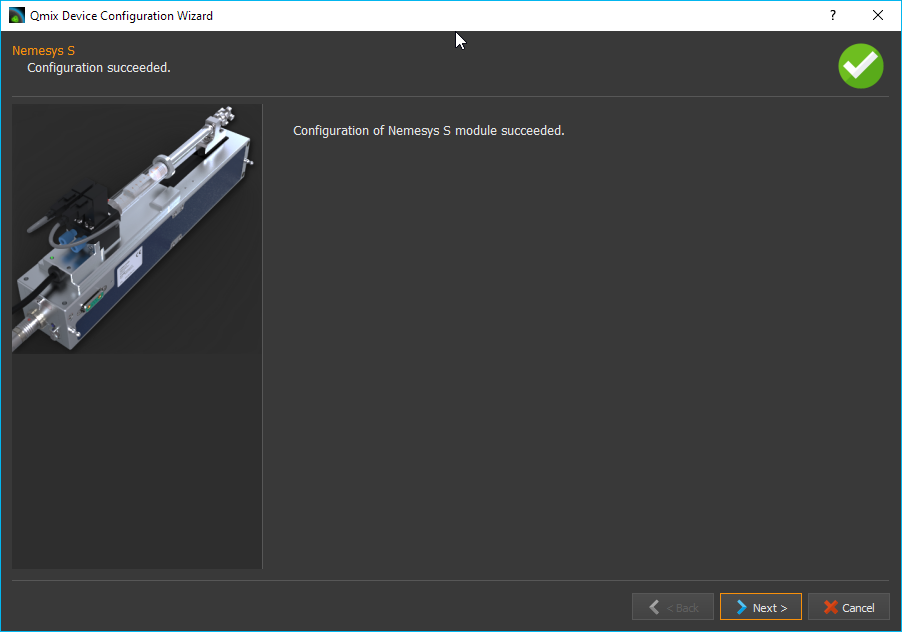 Qmix Device Configuration Wizard
?
Nemesys S
Configuration succeeded.
Configuration of Nemesys S module succeeded.
< Back
Next >
Cancel